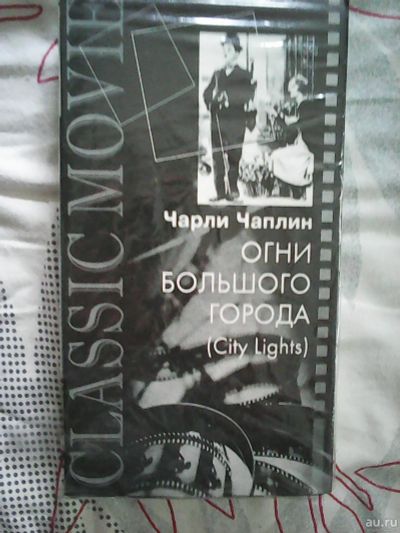 CLASSIC MOVIE
Чарли Чаплин
ОГНИ
БОЛЬШОГО
ГОРОДА
(City Lights)
au.ru